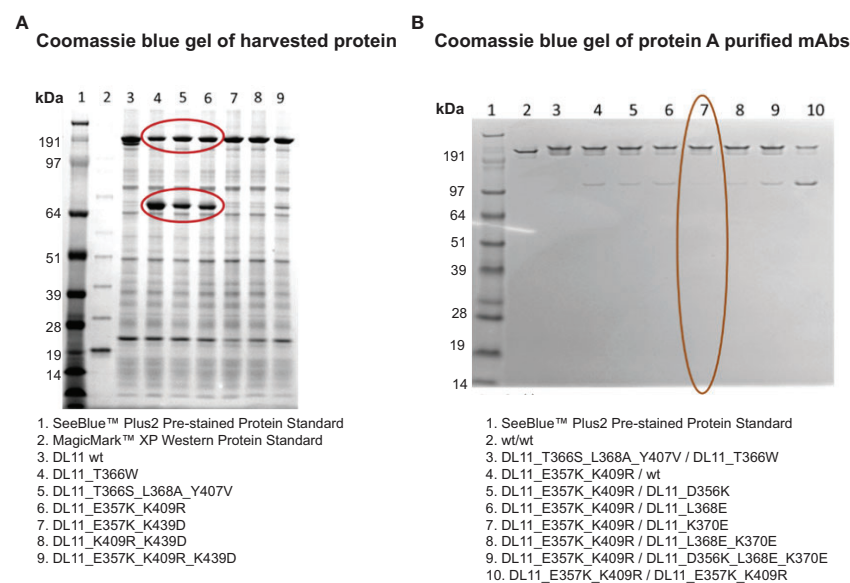 A
Coomassie blue gel of harvested protein
kDa 1 2 3 4 5 6 7 8 9
191
97
64
51
39
28
19
14
1. SeeBlue™ Plus2 Pre-stained Protein Standard
2. MagicMark™ XP Western Protein Standard
3. DL11 wt
4. DL11_T366W
5. DL11_T366S_L368A_Y407V
6. DL11_E357K_K409R
7. DL11_E357K_K439D
8. DL11_K409R_K439D
9. DL11_E357K_K409R_K439D
B
Coomassie blue gel of protein A purified mAbs
kDa 1 2 3 4 5 6 7 8 9 10
191
97
64
51
39
28
19
14
1. SeeBlue™ Plus2 Pre-stained Protein Standard
2. wt/wt
3. DL11_T366S_L368A_Y407V / DL11_T366W
4. DL11_E357K_K409R / wt
5. DL11_E357K_K409R / DL11_D356K
6. DL11_E357K_K409R / DL11_L368E
7. DL11_E357K_K409R / DL11_K370E
8. DL11_E357K_K409R / DL11_L368E_K370E
9. DL11_E357K_K409R / DL11_D356K_L368E_K370E
10. DL11_E357K_K409R / DL11_E357K_K409R